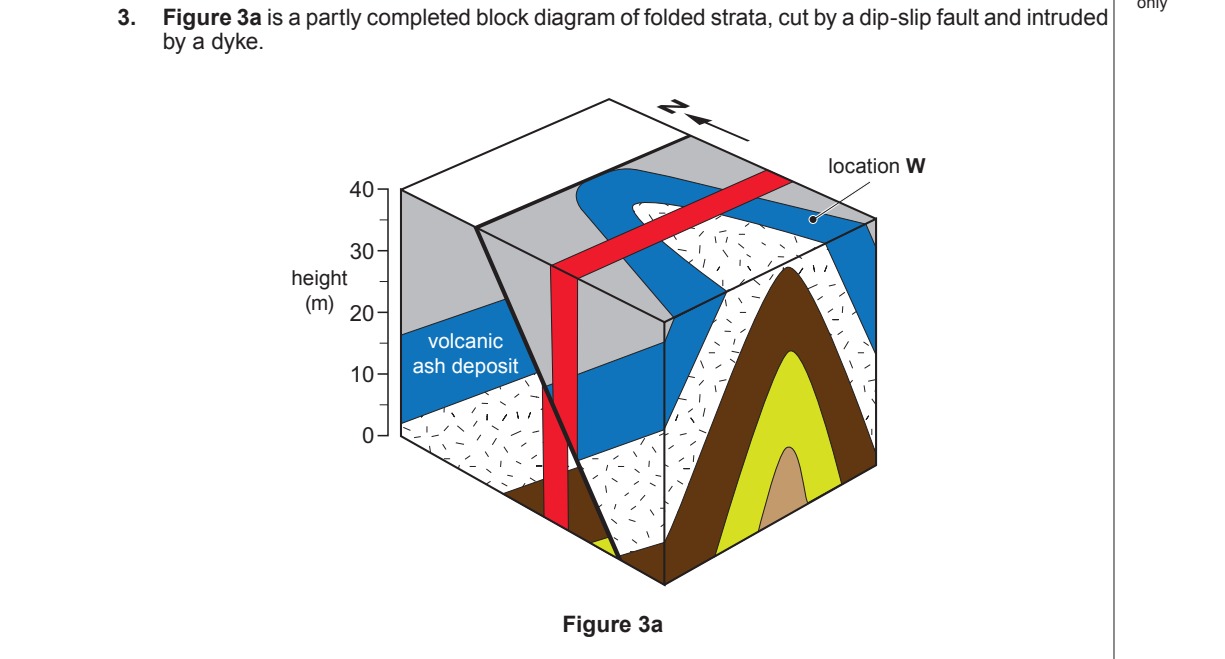 only
3. Figure 3a is a partly completed block diagram of folded strata, cut by a dip-slip fault and intruded
by a dyke.
N
location W
40
30
height
(m)
20
volcanic
ash deposit
10
0
Figure 3a